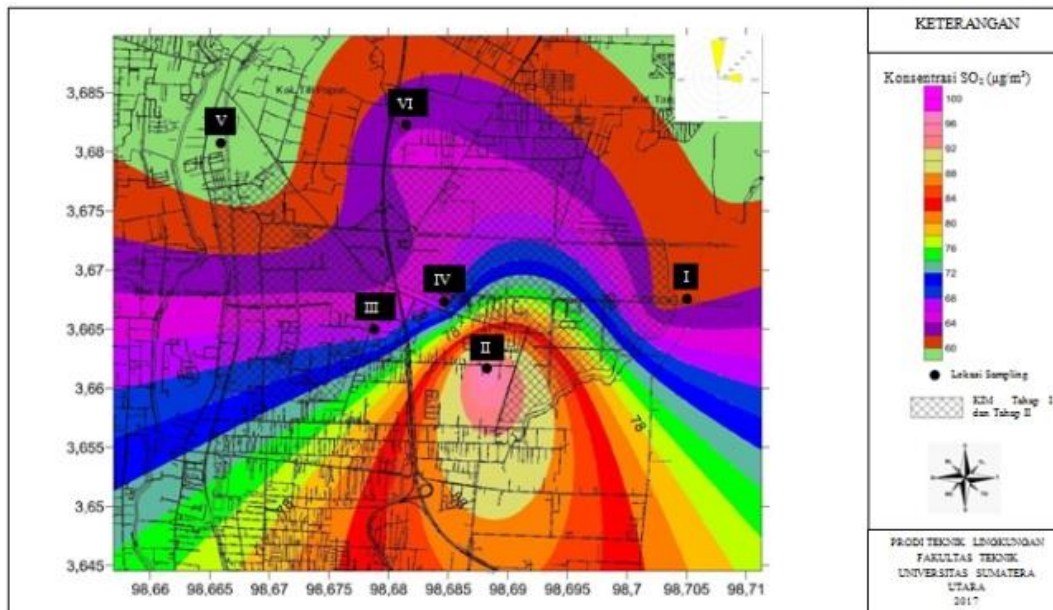 KETERANGAN
Konsentrasi SO₂ (µg/m³)
100
96
92
88
84
80
76
72
68
64
60
Lokasi Sampling
KIM Tahap I
dan Tahap II
PRODI TEKNIK LINGKUNGAN
FAKULTAS TEKNIK
UNIVERSITAS SUMATERA
UTARA
2017
3,685
3,68
3,675
3,67
3,665
3,66
3,655
3,65
3,645
98,66
98,665
98,67
98,675
98,68
98,685
98,69
98,695
98,7
98,705
98,71
V
VI
I
IV
III
II
78
78
78